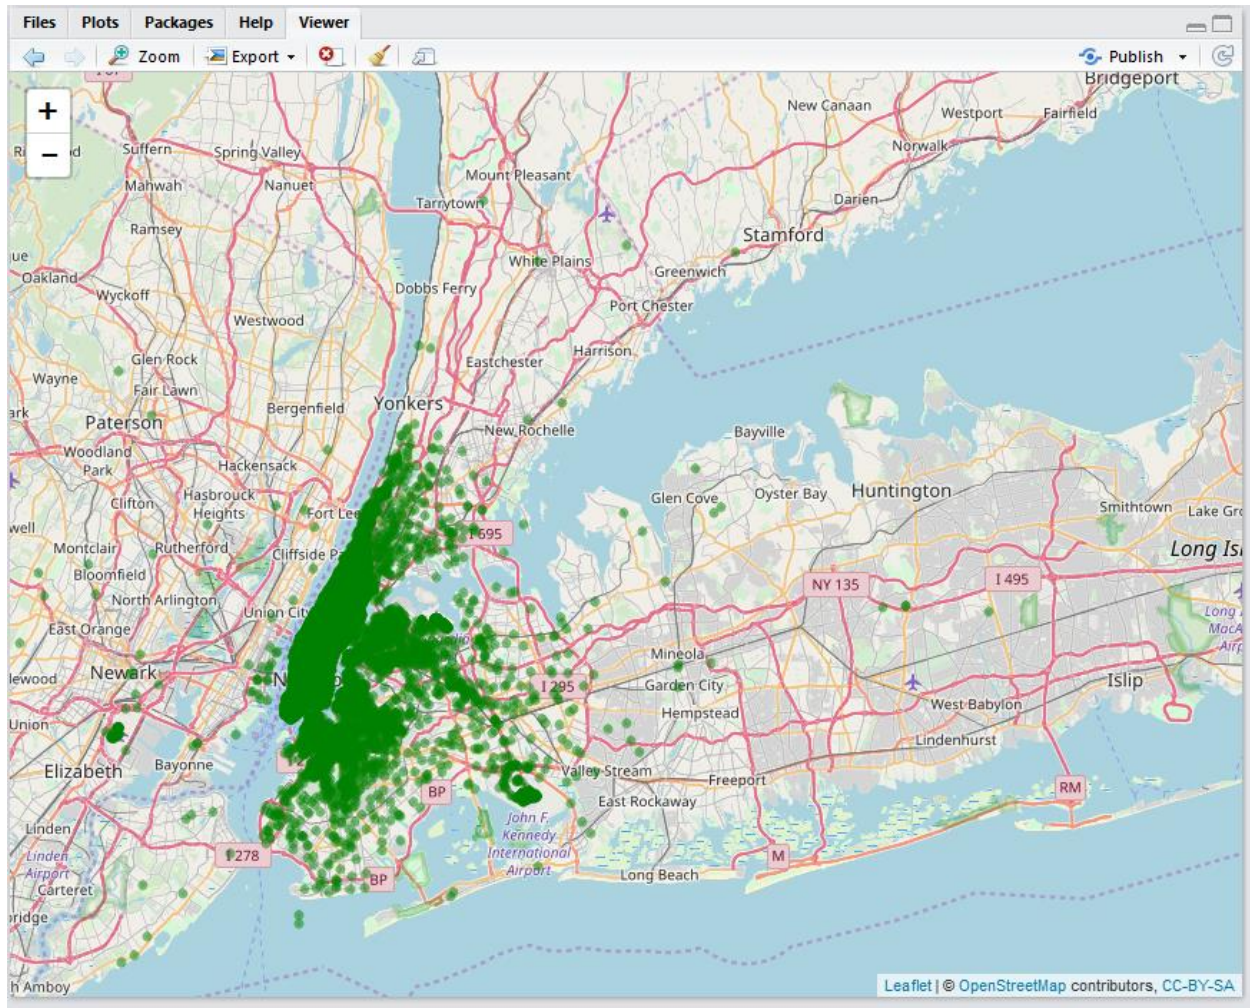 Files Plots Packages Help Viewer
Zoom Export Publish
Bridgeport
New Canaan
Westport
Fairfield
Suffern
Spring Valley
Norwalk
Mahwah
Nanuet
Mount Pleasant
Tarrytown
Darien
Ramsey
Stamford
White Plains
Oakland
Greenwich
Wyckoff
Dobbs Ferry
Port Chester
Westwood
Harrison
Glen Rock
Eastchester
Wayne
Fair Lawn
Bergenfield
Yonkers
Paterson
New Rochelle
Bayville
Woodland
Park
Hackensack
Glen Cove
Oyster Bay
Huntington
Hasbrouck
Heights
Clifton
Fort Lee
Smithtown
Lake Gro
well
I 695
Montclair
Rutherford
Cliffside Pa
Long Isl
Bloomfield
NY 135
I 495
North Arlington
Union City
East Orange
Mineola
Newark
lewood
I 295
Garden City
Islip
West Babylon
Hempstead
Union
Lindenhurst
Elizabeth
Bayonne
Valley Stream
Freeport
BP
RM
East Rockaway
John F.
Kennedy
International
Airport
Linden
Linden
Airport
I 278
M
Long Beach
BP
Carteret
bridge
h Amboy
Leaflet | © OpenStreetMap contributors, CC-BY-SA